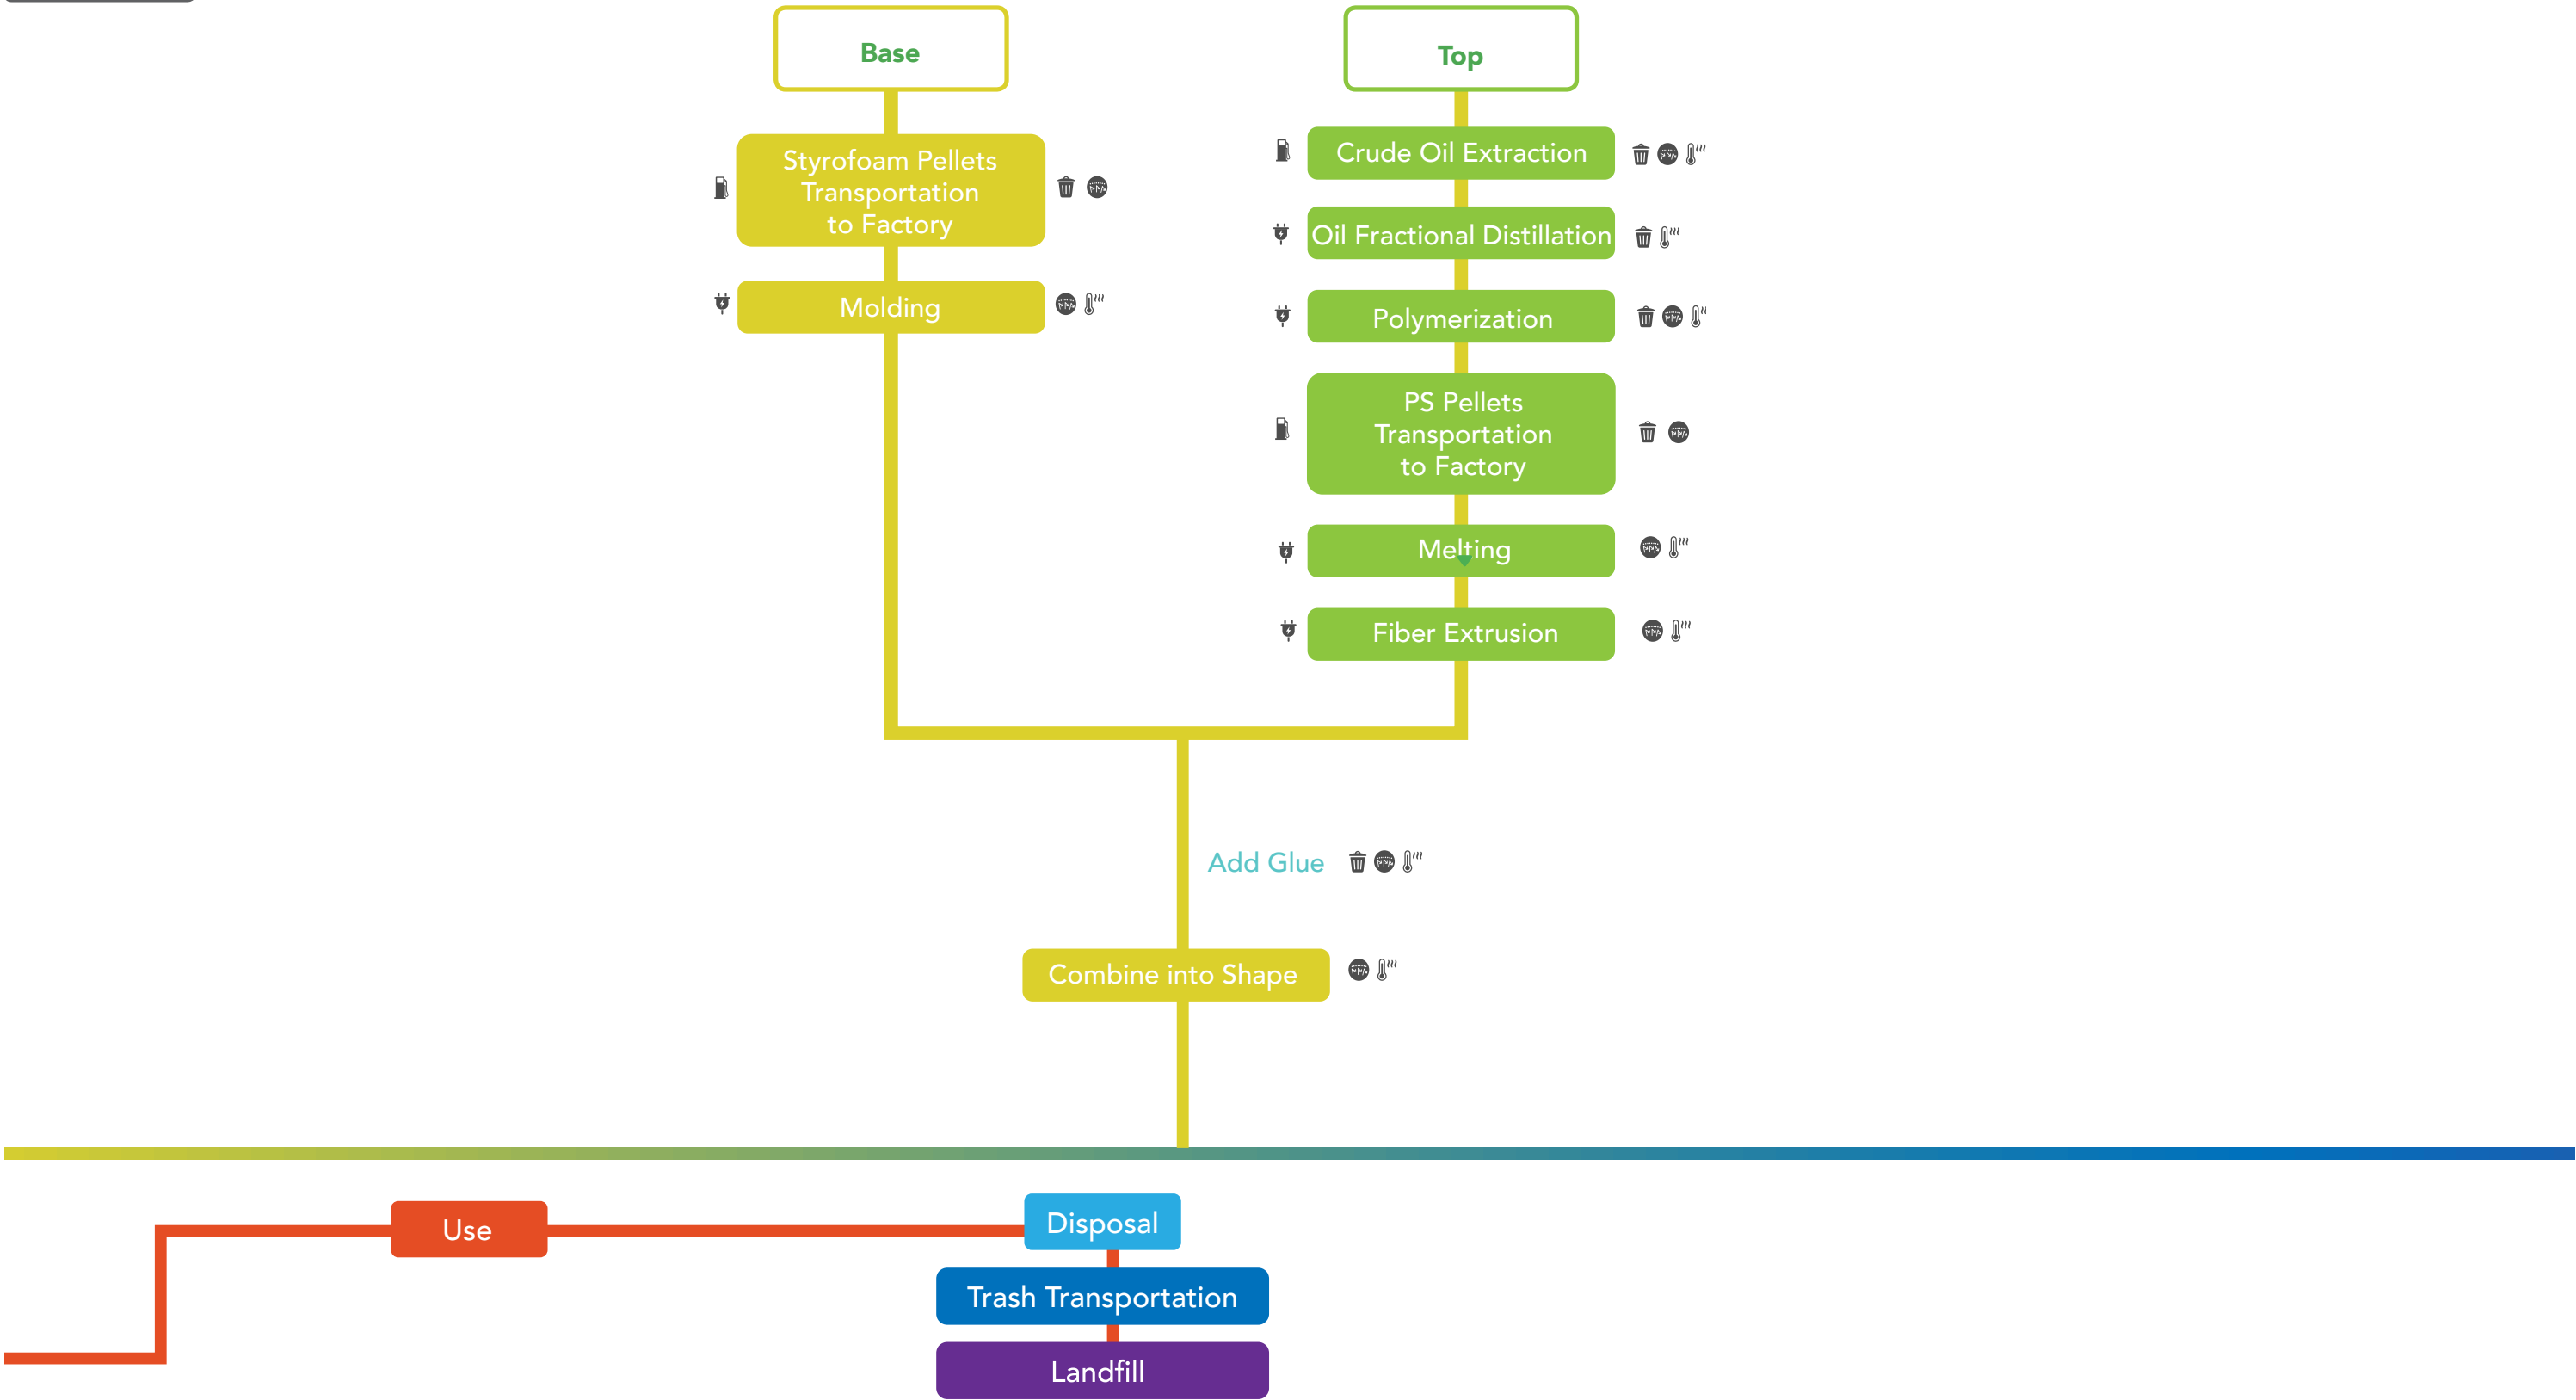 Base
Top
Styrofoam Pellets
Transportation
to Factory
Molding
Crude Oil Extraction
Oil Fractional Distillation
Polymerization
PS Pellets
Transportation
to Factory
Melting
Fiber Extrusion
Add Glue
Combine into Shape
Use
Disposal
Trash Transportation
Landfill